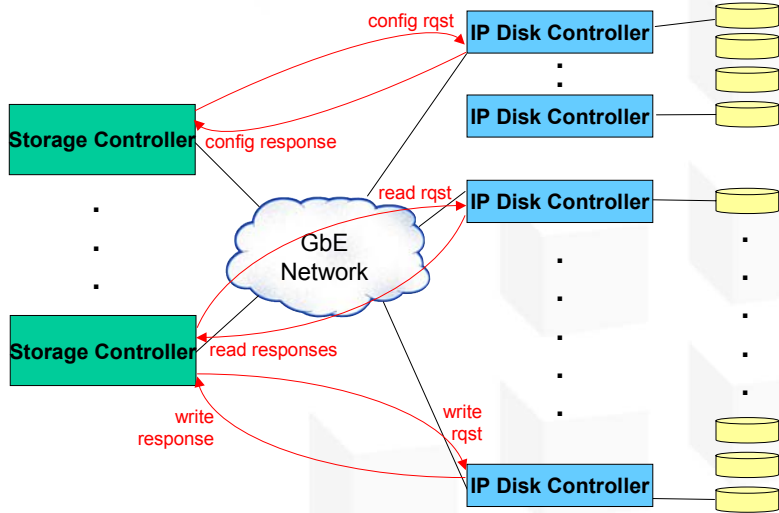 config rqst
IP Disk Controller
Storage Controller
config response
IP Disk Controller
read rqst
IP Disk Controller
GbE
Network
Storage Controller
read responses
write
response
write
rqst
IP Disk Controller